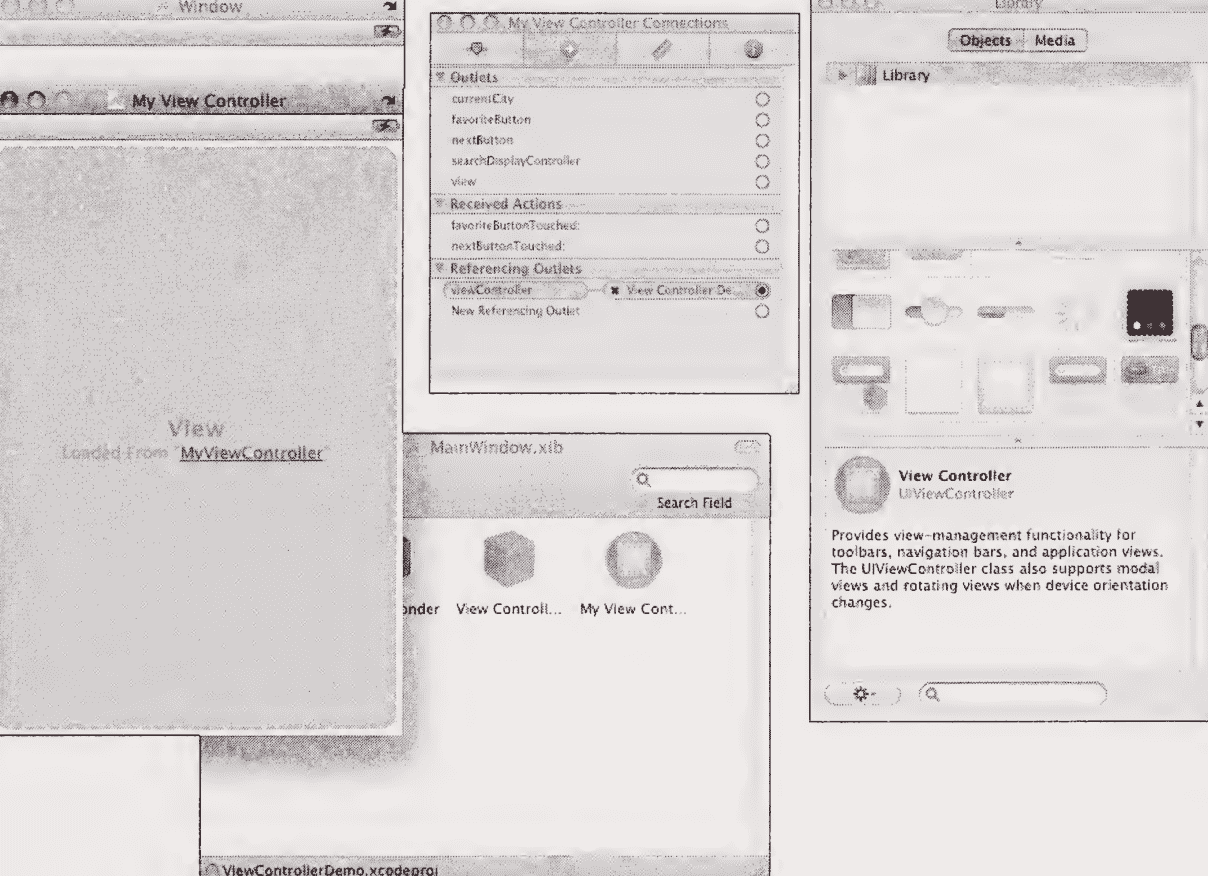 Window
My View Controller
View
Loaded From "MyViewController"
My View Controller Connections
Outlets
currentCity
favoriteButton
nextButton
searchDisplayController
view
Received Actions
favoriteButtonTouched:
nextButtonTouched:
Referencing Outlets
viewController
View Controller De...
New Referencing Outlet
MainWindow.xib
Search Field
onder
View Controll...
My View Cont...
ViewControllerDemo.xcodeproj
Library
Objects
Media
Library
View Controller
UIViewController
Provides view-management functionality for
toolbars, navigation bars, and application views.
The UIViewController class also supports modal
views and rotating views when device orientation
changes.